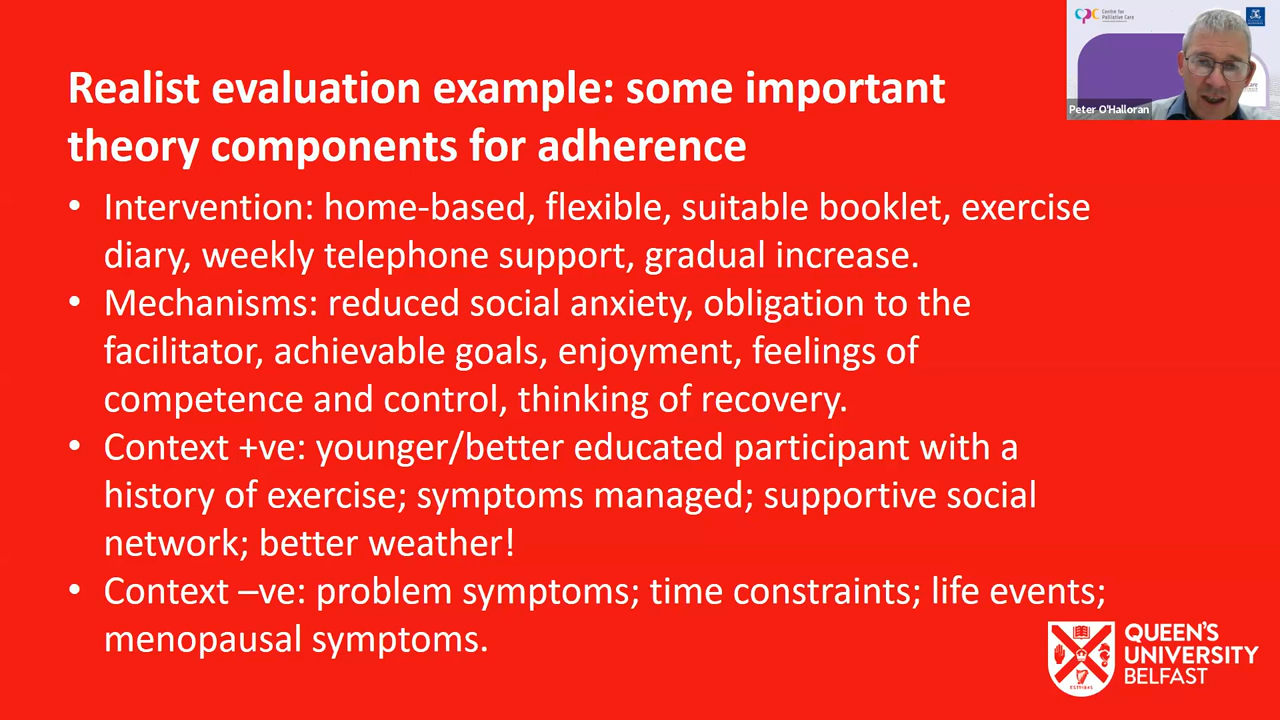 Realist evaluation example: some important
theory components for adherence
• Intervention: home-based, flexible, suitable booklet, exercise
diary, weekly telephone support, gradual increase.
• Mechanisms: reduced social anxiety, obligation to the
facilitator, achievable goals, enjoyment, feelings of
competence and control, thinking of recovery.
• Context +ve: younger/better educated participant with a
history of exercise; symptoms managed; supportive social
network; better weather!
• Context –ve: problem symptoms; time constraints; life events;
menopausal symptoms.
Centre for
Palliative Care
Peter O'Halloran
QUEEN'S
UNIVERSITY
BELFAST